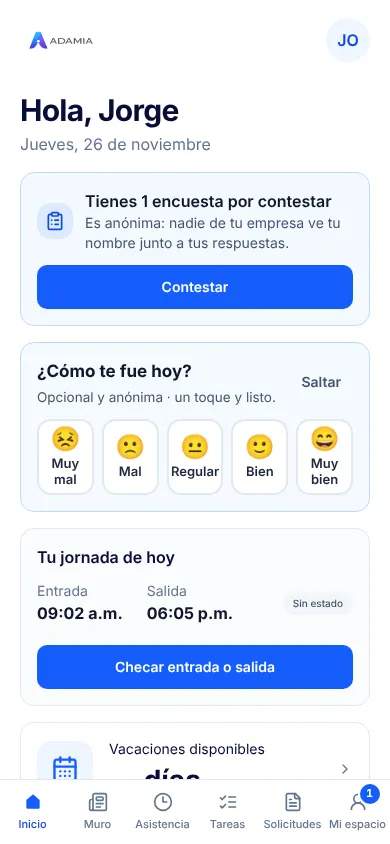 ADAMIA
JO
Hola, Jorge
Jueves, 26 de noviembre
Tienes 1 encuesta por contestar
Es anónima: nadie de tu empresa ve tu
nombre junto a tus respuestas.
Contestar
¿Cómo te fue hoy?
Saltar
Opcional y anónima · un toque y listo.
Muy
mal
Mal
Regular
Bien
Muy
bien
Tu jornada de hoy
Entrada
Salida
09:02 a.m.
06:05 p.m.
Sin estado
Checar entrada o salida
Vacaciones disponibles
días
1
Inicio
Muro
Asistencia
Tareas
Solicitudes
Mi espacio